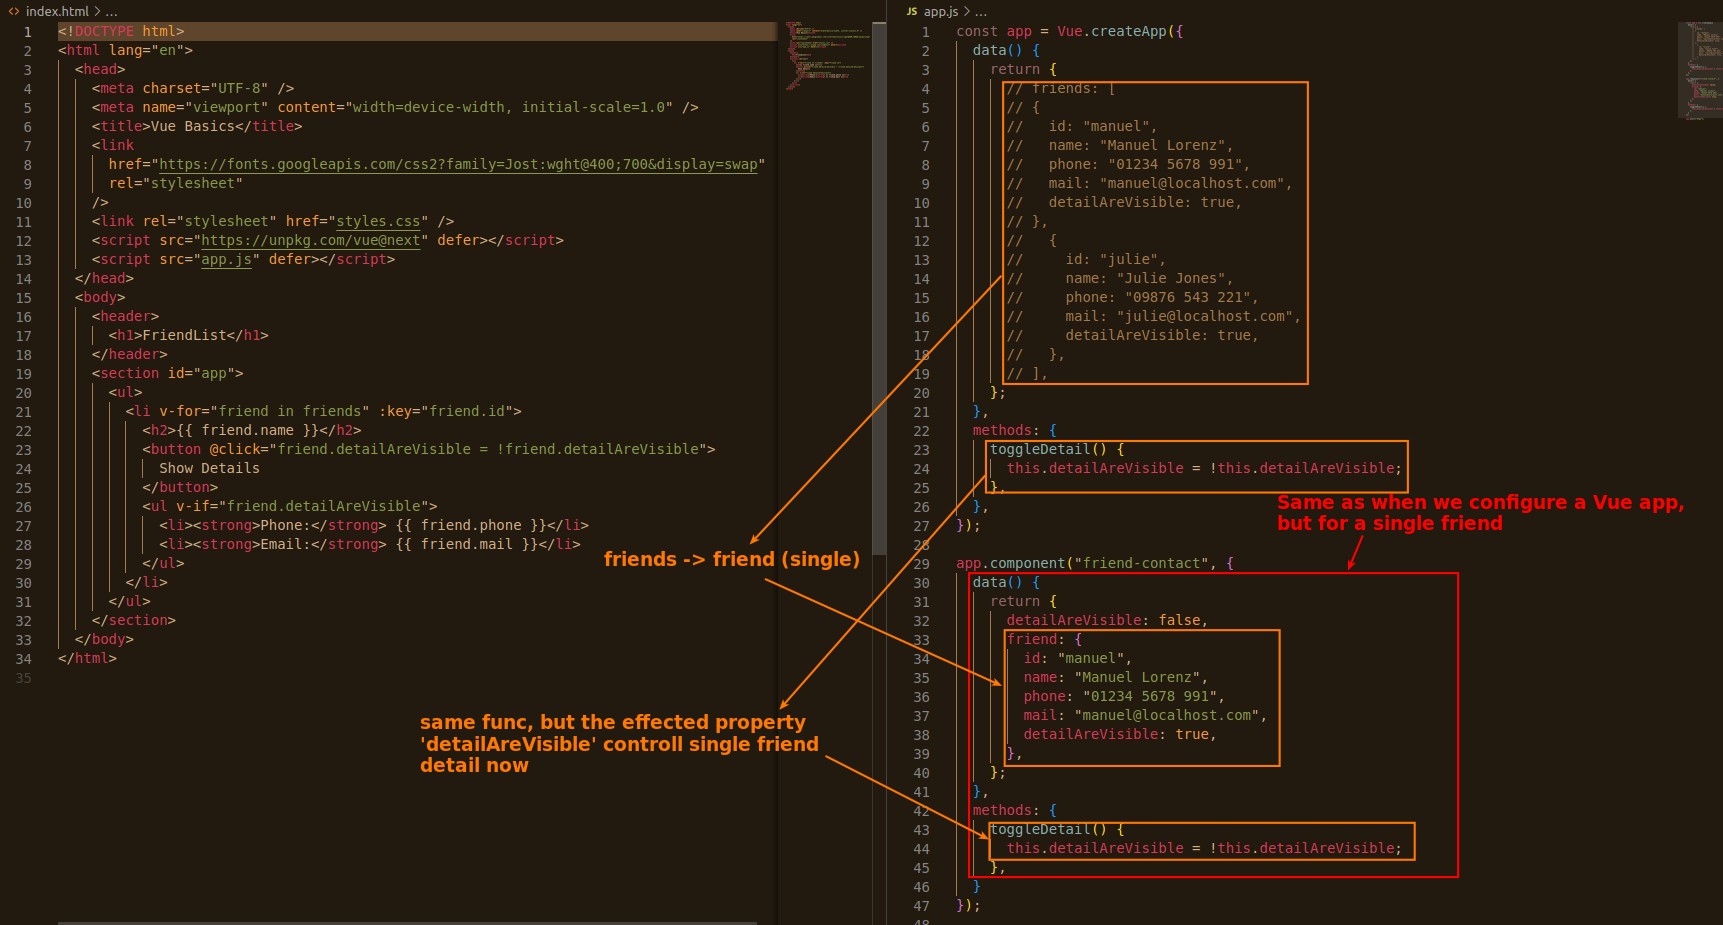 index.html > ...
1 <!DOCTYPE html>
2 <html lang="en">
3 <head>
4 <meta charset="UTF-8" />
5 <meta name="viewport" content="width=device-width, initial-scale=1.0" />
6 <title>Vue Basics</title>
7 <link
8 href="https://fonts.googleapis.com/css2?family=Jost:wght@400;700&display=swap"
9 rel="stylesheet"
10 />
11 <link rel="stylesheet" href="styles.css" />
12 <script src="https://unpkg.com/vue@next" defer></script>
13 <script src="app.js" defer></script>
14 </head>
15 <body>
16 <header>
17 <h1>FriendList</h1>
18 </header>
19 <section id="app">
20 <ul>
21 <li v-for="friend in friends" :key="friend.id">
22 <h2>{{ friend.name }}</h2>
23 <button @click="friend.detailAreVisible = !friend.detailAreVisible">
24 Show Details
25 </button>
26 <ul v-if="friend.detailAreVisible">
27 <li><strong>Phone:</strong> {{ friend.phone }}</li>
28 <li><strong>Email:</strong> {{ friend.mail }}</li>
29 </ul>
30 </li>
31 </ul>
32 </section>
33 </body>
34 </html>
35
friends -> friend (single)
same func, but the effected property
'detailAreVisible' controll single friend
detail now
JS app.js > ...
1 const app = Vue.createApp({
2 data() {
3 return {
4 // friends: [
5 // {
6 //   id: "manuel",
7 //   name: "Manuel Lorenz",
8 //   phone: "01234 5678 991",
9 //   mail: "manuel@localhost.com",
10 //   detailAreVisible: true,
11 // },
12 //   {
13 //     id: "julie",
14 //     name: "Julie Jones",
15 //     phone: "09876 543 221",
16 //     mail: "julie@localhost.com",
17 //     detailAreVisible: true,
18 //   },
19 // ],
20 };
21 },
22 methods: {
23 toggleDetail() {
24 this.detailAreVisible = !this.detailAreVisible;
25 },
26 },
27 });
28
Same as when we configure a Vue app,
but for a single friend
29 app.component("friend-contact", {
30 data() {
31 return {
32 detailAreVisible: false,
33 friend: {
34 id: "manuel",
35 name: "Manuel Lorenz",
36 phone: "01234 5678 991",
37 mail: "manuel@localhost.com",
38 detailAreVisible: true,
39 },
40 };
41 },
42 methods: {
43 toggleDetail() {
44 this.detailAreVisible = !this.detailAreVisible;
45 },
46 }
47 });
48